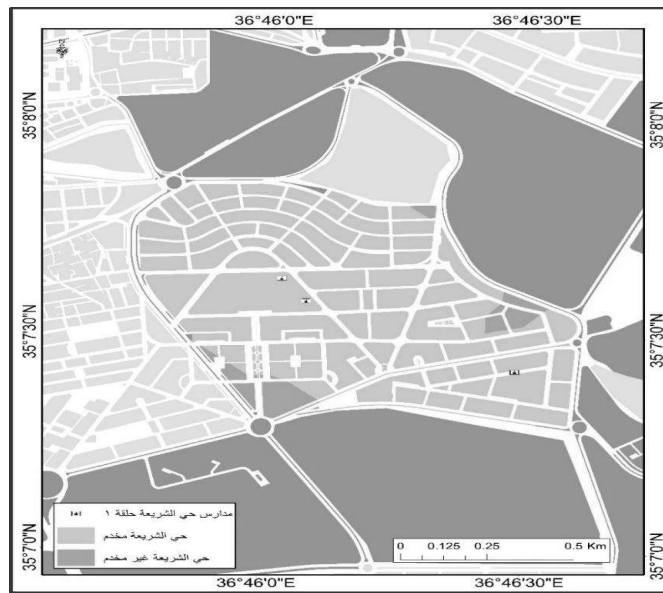 36°46'0"E 36°46'30"E
35°8'0"N 35°8'0"N
35°7'30"N 35°7'30"N
35°7'0"N 35°7'0"N
مدارس حي الشريعة حلقة ١
حي الشريعة مخدم
حي الشريعة غير مخدم
0 0.125 0.25 0.5 Km
36°46'0"E 36°46'30"E